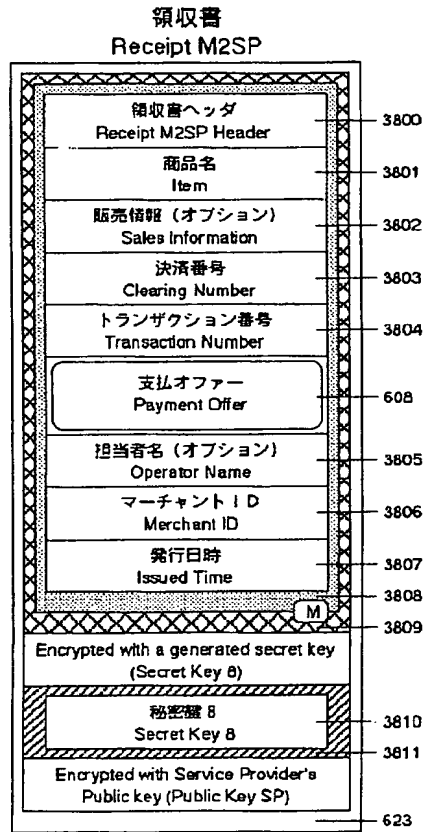 領収書
Receipt M2SP
領収書ヘッダ
Receipt M2SP Header
3800
商品名
Item
3801
販売情報（オプション）
Sales Information
3802
決済番号
Clearing Number
3803
トランザクション番号
Transaction Number
3804
支払オファー
Payment Offer
608
担当者名（オプション）
Operator Name
3805
マーチャントＩＤ
Merchant ID
3806
発行日時
Issued Time
3807
3808
M
3809
Encrypted with a generated secret key
(Secret Key 8)
秘密鍵 8
Secret Key 8
3810
3811
Encrypted with Service Provider's
Public key (Public Key SP)
623